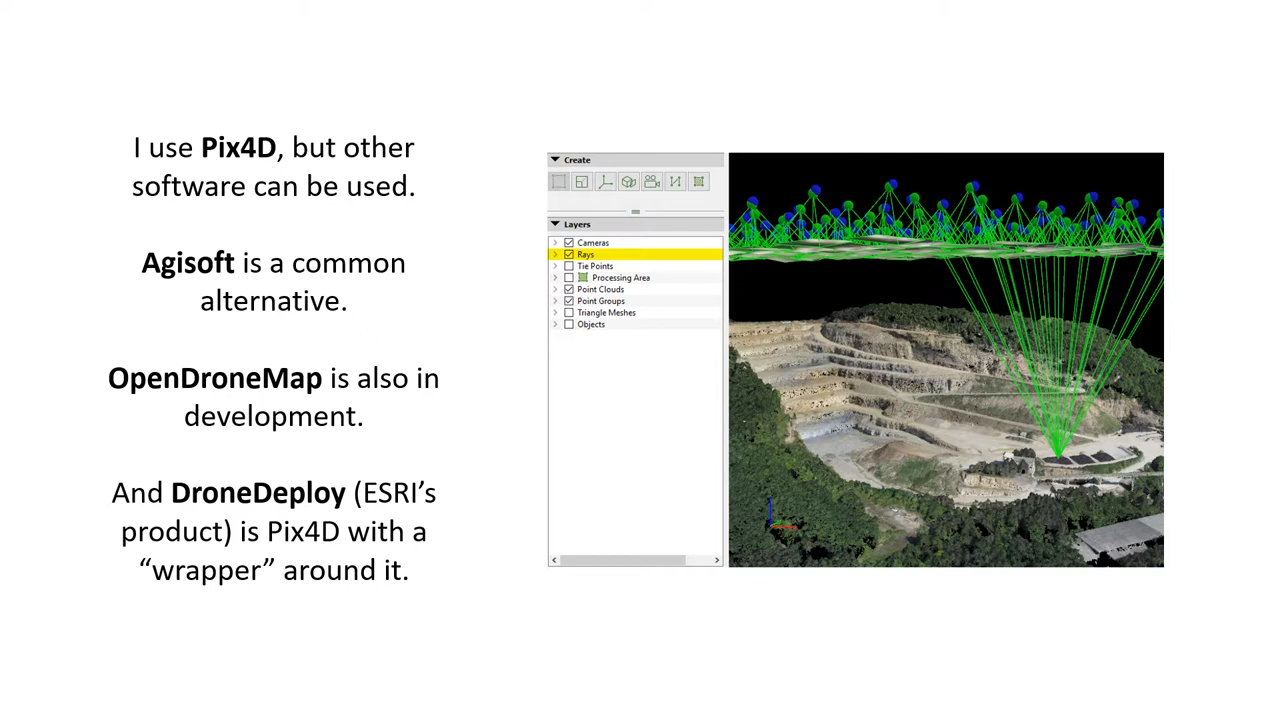 I use Pix4D, but other
software can be used.
Agisoft is a common
alternative.
OpenDroneMap is also in
development.
And DroneDeploy (ESRI’s
product) is Pix4D with a
“wrapper” around it.
Create
Layers
Cameras
Rays
Tie Points
Processing Area
Point Clouds
Point Groups
Triangle Meshes
Objects